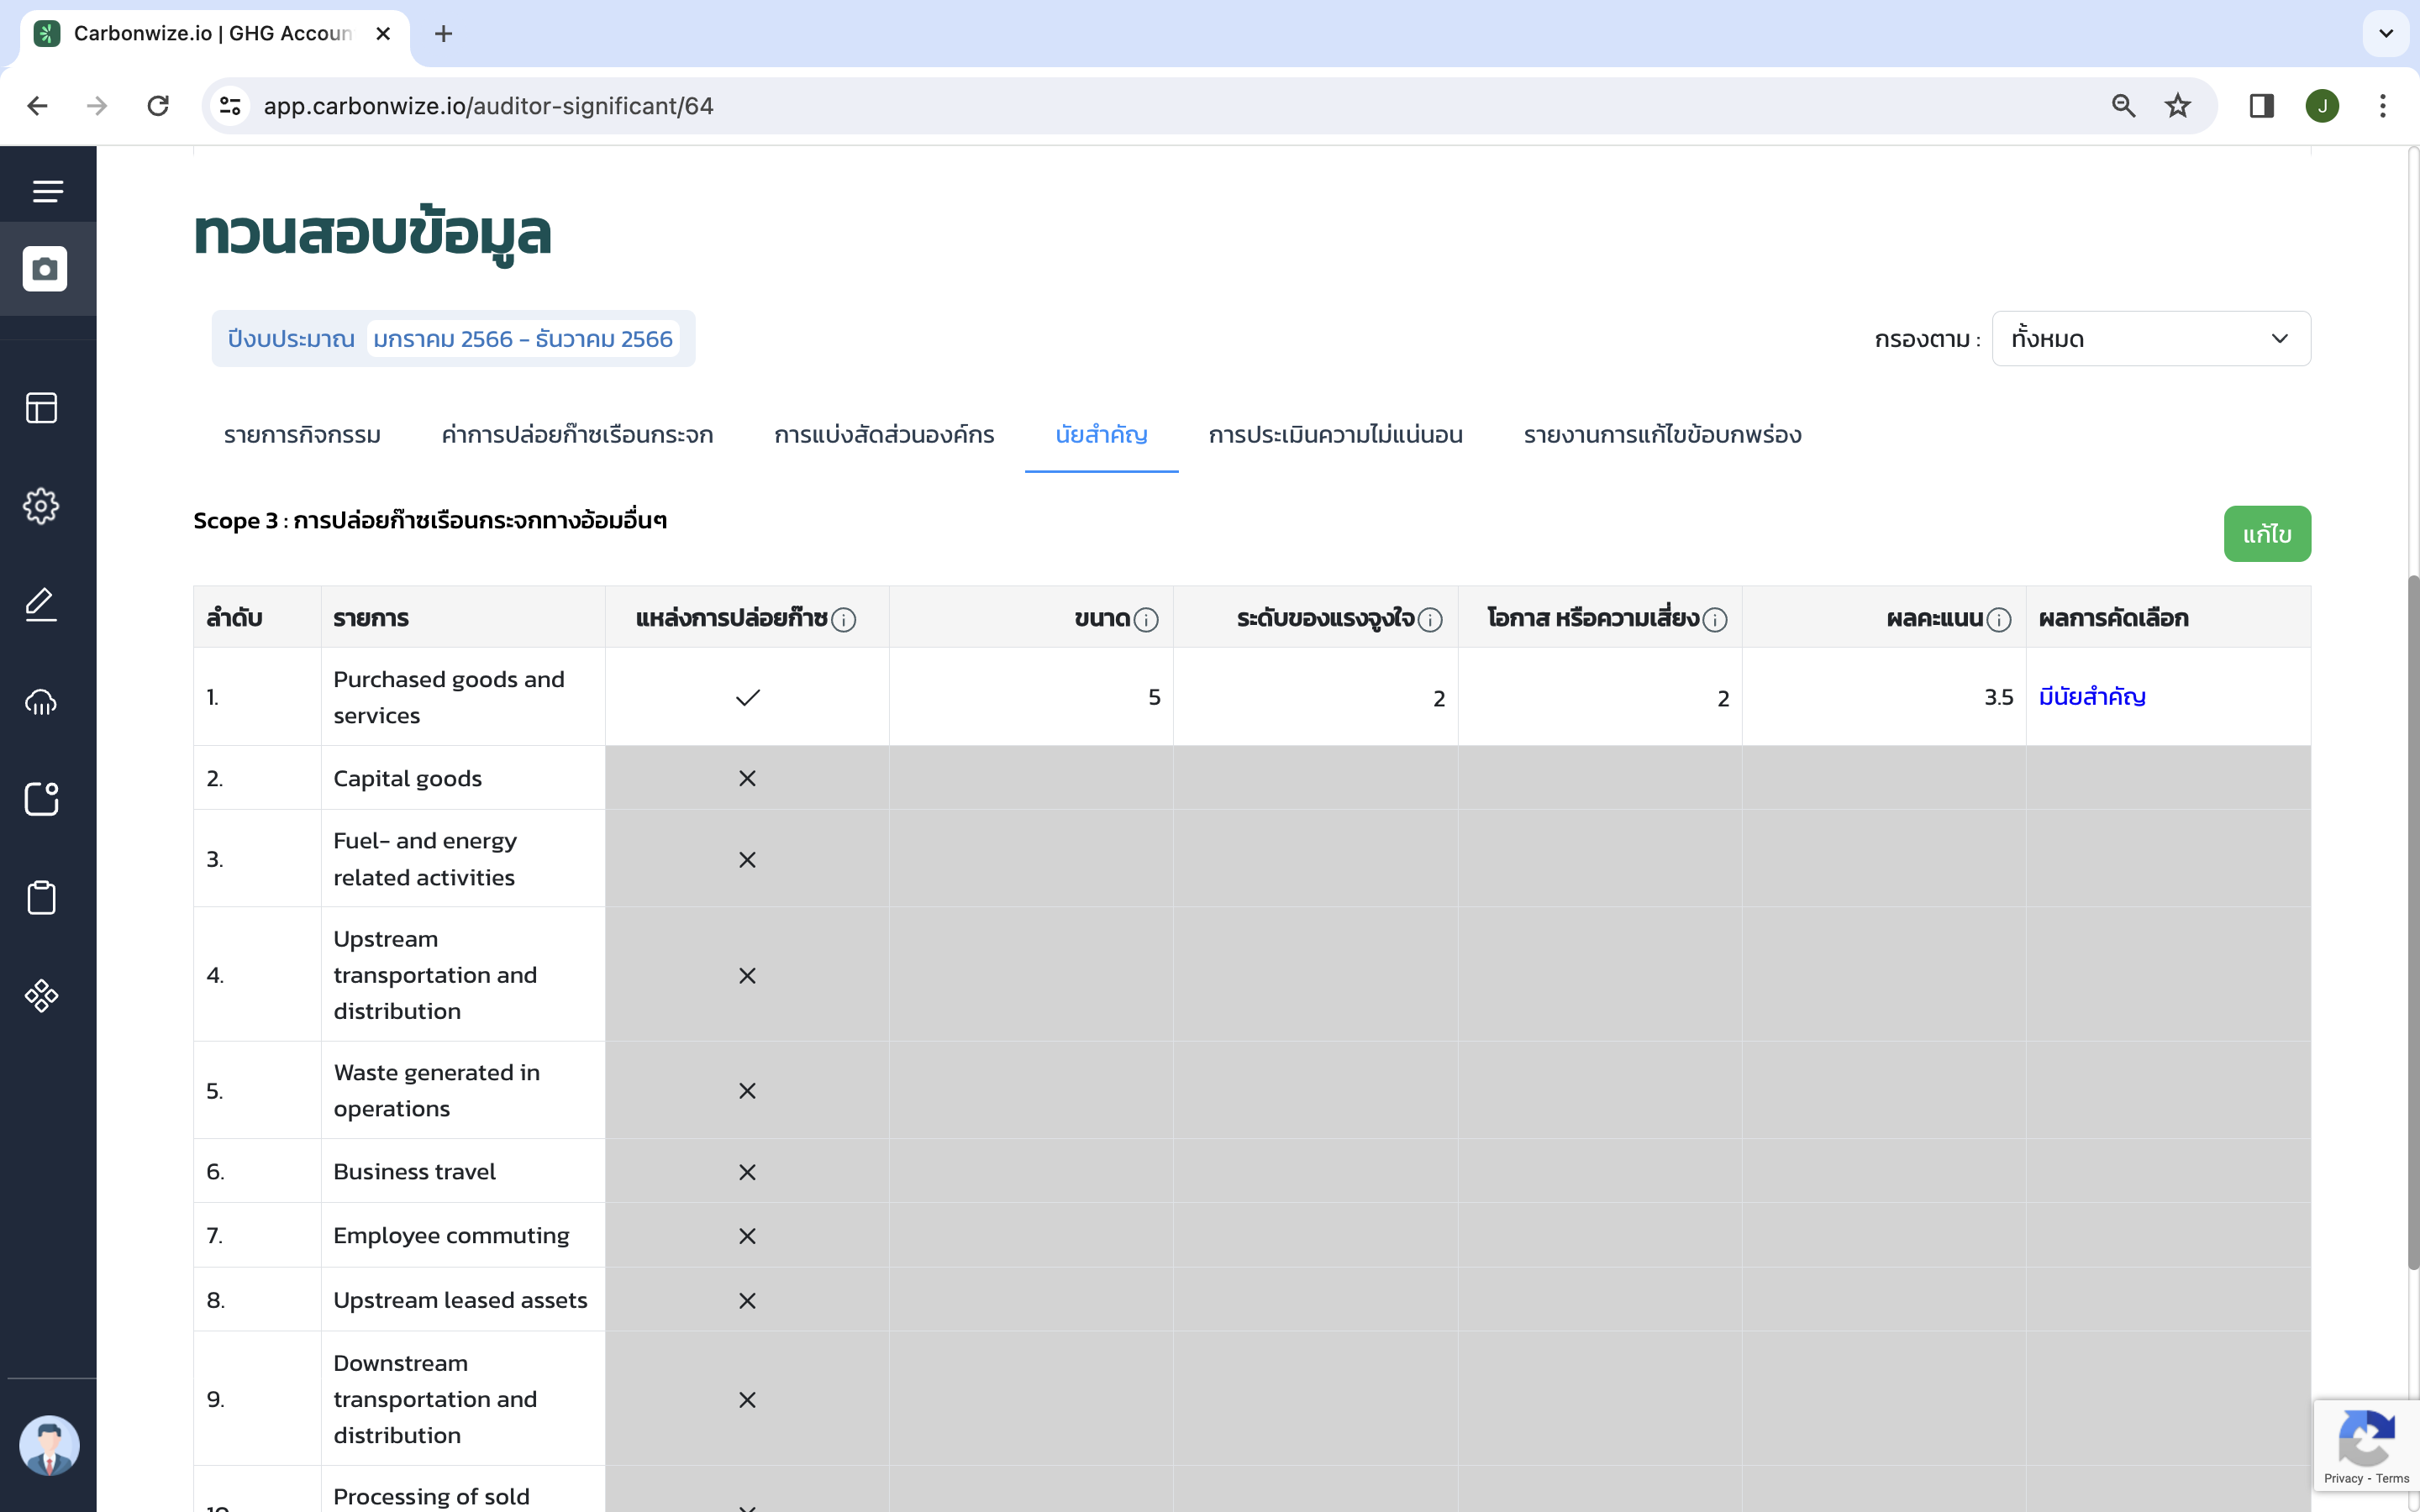 Carbonwize.io | GHG Accoun
app.carbonwize.io/auditor-significant/64
J
ทวนสอบข้อมูล
ปีงบประมาณ มกราคม 2566 - ธันวาคม 2566
กรองตาม : ทั้งหมด
รายการกิจกรรม ค่าการปล่อยก๊าซเรือนกระจก การแบ่งสัดส่วนองค์กร นัยสำคัญ การประเมินความไม่แน่นอน รายงานการแก้ไขข้อบกพร่อง
Scope 3 : การปล่อยก๊าซเรือนกระจกทางอ้อมอื่นๆ
แก้ไข
ลำดับ รายการ แหล่งการปล่อยก๊าซ ขนาด ระดับของแรงจูงใจ โอกาส หรือความเสี่ยง ผลคะแนน ผลการคัดเลือก
1. Purchased goods and services 5 2 2 3.5 มีนัยสำคัญ
2. Capital goods
3. Fuel- and energy related activities
4. Upstream transportation and distribution
5. Waste generated in operations
6. Business travel
7. Employee commuting
8. Upstream leased assets
9. Downstream transportation and distribution
Processing of sold
Privacy - Terms